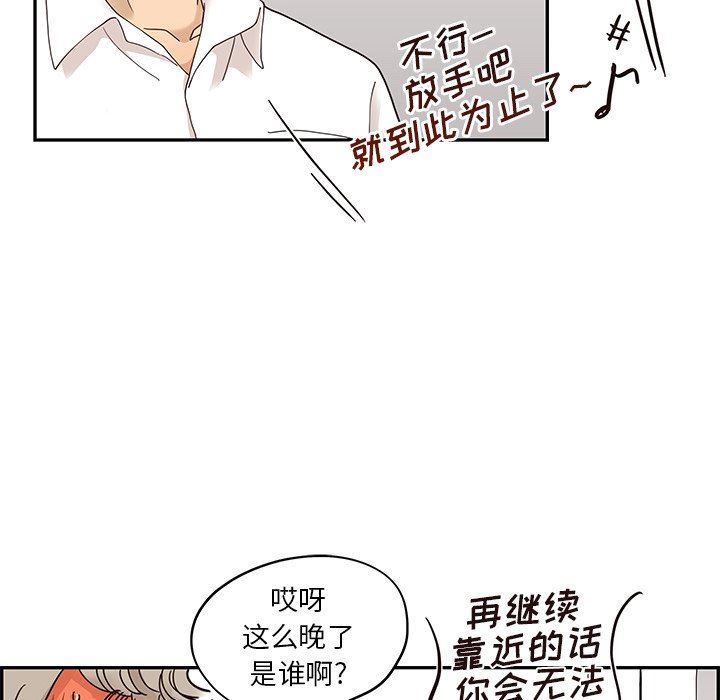 不行-
放手吧
就到此为止了~♪
#
哎呀
这么晚了
是谁啊?
再继续
靠近的话
你会无法